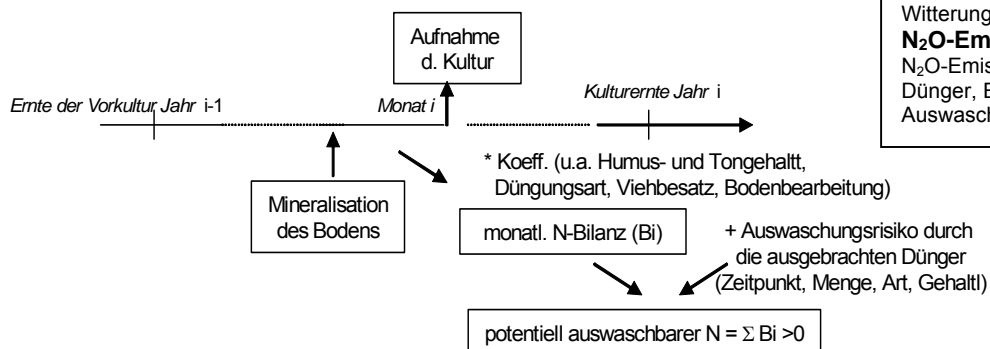 Aufnahme
d. Kultur
Ernte der Vorkultur Jahr i-1
Monat i
Kulturernte Jahr i
* Koeff. (u.a. Humus- und Tongehaltt,
Düngungsart, Viehbesatz, Bodenbearbeitung)
Mineralisation
des Bodens
monatl. N-Bilanz (Bi)
+ Auswaschungsrisiko durch
die ausgebrachten Dünger
(Zeitpunkt, Menge, Art, Gehaltl)
potentiell auswaschbarer N = Σ Bi >0
Witterung
N₂O-Em
N₂O-Emis
Dünger, B
Auswasch